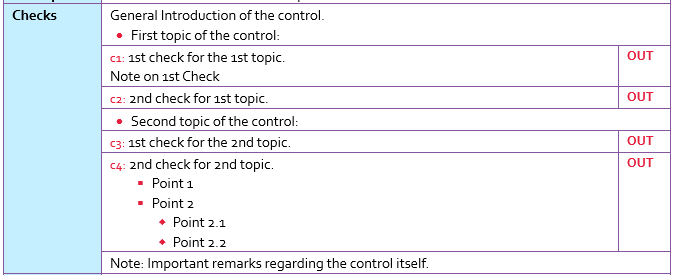 Checks
General Introduction of the control.
• First topic of the control:
c1: 1st check for the 1st topic. OUT
Note on 1st Check
c2: 2nd check for 1st topic. OUT
• Second topic of the control:
c3: 1st check for the 2nd topic. OUT
c4: 2nd check for 2nd topic. OUT
▪ Point 1
▪ Point 2
◆ Point 2.1
◆ Point 2.2
Note: Important remarks regarding the control itself.